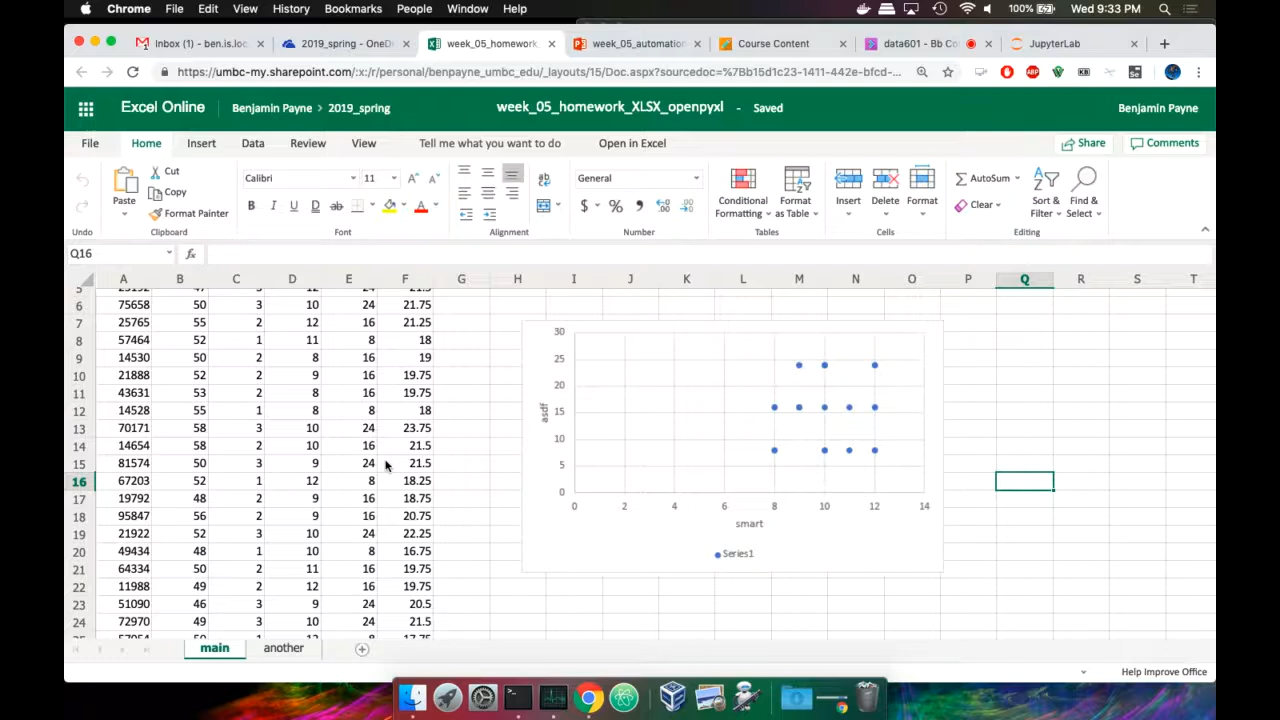 Chrome File Edit View History Bookmarks People Window Help 100% Wed 9:33 PM
Inbox (1) - ben.is.loc 2019_spring - OneD week_05_homework week_05_automation Course Content data601 - Bb Co JupyterLab
https://umbc-my.sharepoint.com/:x:/r/personal/benpayne_umbc_edu/_layouts/15/Doc.aspx?sourcedoc=%7Bb15d1c23-1411-442e-bfcd-... ABP KB Se
Excel Online Benjamin Payne > 2019_spring week_05_homework_XLSX_openpyxl - Saved Benjamin Payne
File Home Insert Data Review View Tell me what you want to do Open in Excel Share Comments
Paste Cut Copy Format Painter Calibri 11 General Conditional Formatting Format as Table Insert Delete Format AutoSum Clear Sort & Filter Find & Select
Undo Clipboard Font Alignment Number Tables Cells Editing
Q16 fx
A B C D E F G H I J K L M N O P Q R S T
6 75658 50 3 10 24 21.75
7 25765 55 2 12 16 21.25
8 57464 52 1 11 8 18
9 14530 50 2 8 16 19
10 21888 52 2 9 16 19.75
11 43631 53 2 8 16 19.75
12 14528 55 1 8 8 18
13 70171 58 3 10 24 23.75
14 14654 58 2 10 16 21.5
15 81574 50 3 9 24 21.5
16 67203 52 1 12 8 18.25
17 19792 48 2 9 16 18.75
18 95847 56 2 9 16 20.75
19 21922 52 3 10 24 22.25
20 49434 48 1 10 8 16.75
21 64334 50 2 11 16 19.75
22 11988 49 2 12 16 19.75
23 51090 46 3 9 24 20.5
24 72970 49 3 10 24 21.5
30
25
20
15
10
5
0
asdf
0 2 4 6 8 10 12 14
smart
Series1
main another
Help Improve Office